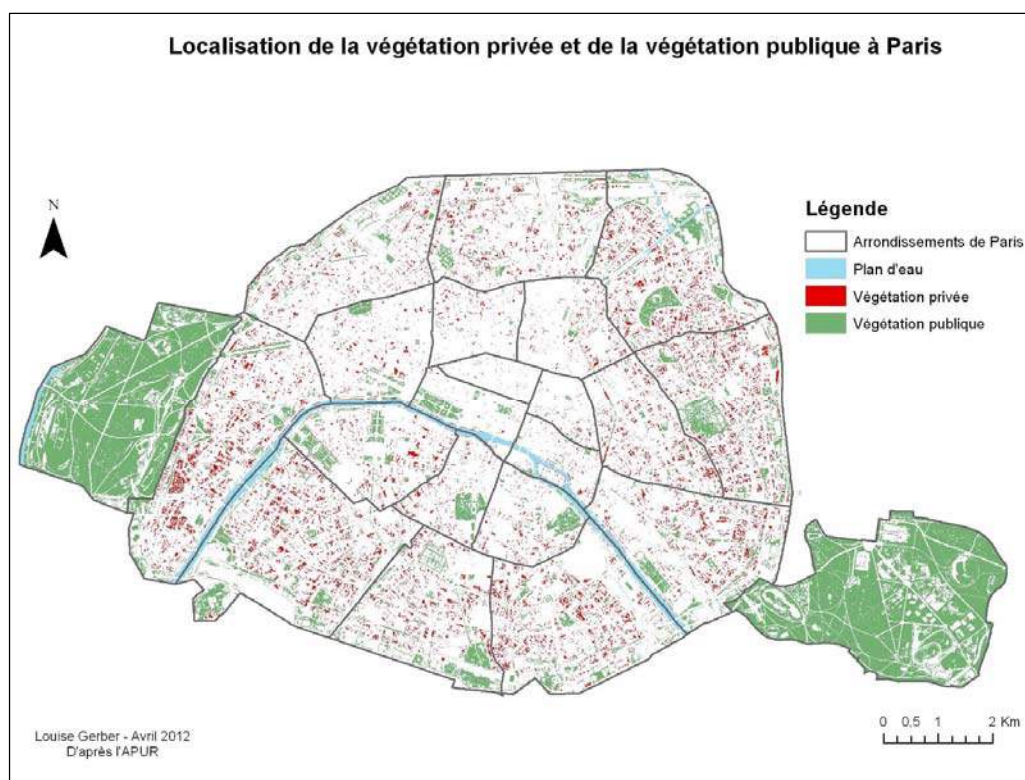 Localisation de la végétation privée et de la végétation publique à Paris
N
Légende
Arrondissements de Paris
Plan d'eau
Végétation privée
Végétation publique
Louise Gerber - Avril 2012
D'après l'APUR
0 0,5 1 2 Km